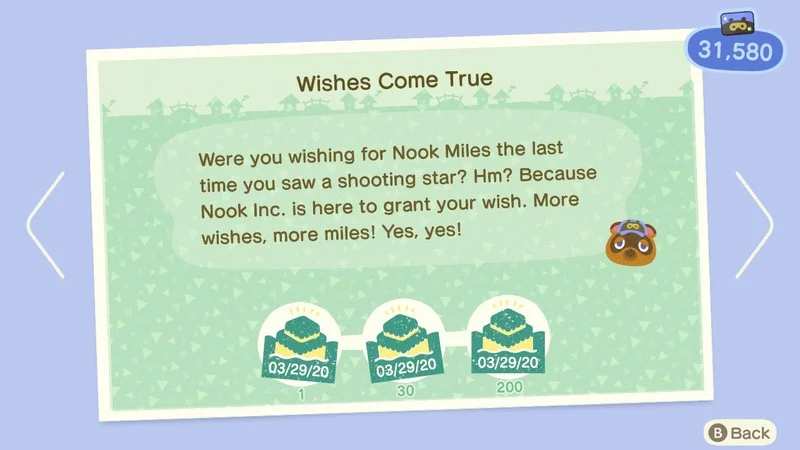 31,580
Wishes Come True
Were you wishing for Nook Miles the last
time you saw a shooting star? Hm? Because
Nook Inc. is here to grant your wish. More
wishes, more miles! Yes, yes!
03/29/20 03/29/20 03/29/20
1 30 200
B Back